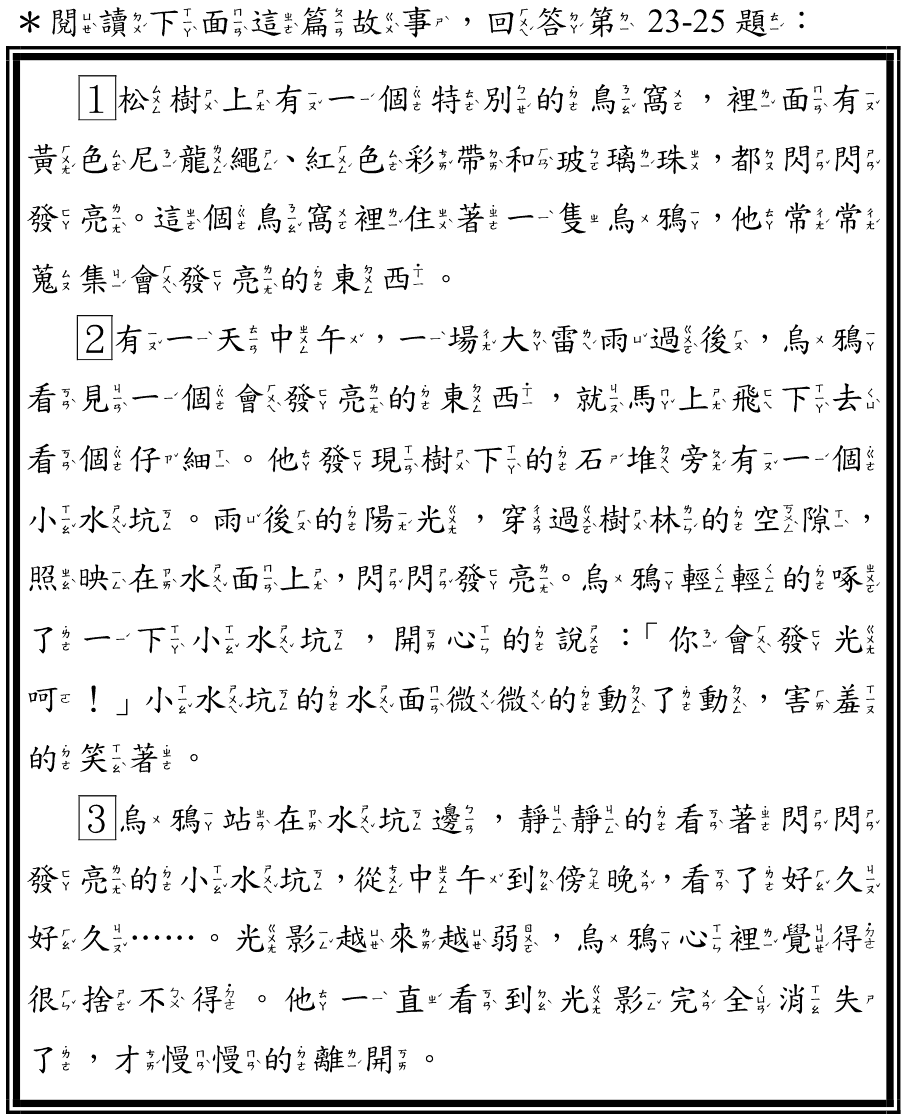 ＊閱讀下面這篇故事，回答第 23-25 題：
1松樹上有一個特別的鳥窩，裡面有
黃色尼龍繩、紅色彩帶和玻璃珠，都閃閃
發亮。這個鳥窩裡住著一隻烏鴉，他常常
蒐集會發亮的東西。
2有一天中午，一場大雷雨過後，烏鴉
看見一個會發亮的東西，就馬上飛下去
看個仔細。他發現樹下的石堆旁有一個
小水坑。雨後的陽光，穿過樹林的空隙，
照映在水面上，閃閃發亮。烏鴉輕輕的啄
了一下小水坑，開心的說：「你會發光
呵！」小水坑的水面微微的動了動，害羞
的笑著。
3烏鴉站在水坑邊，靜靜的看著閃閃
發亮的小水坑，從中午到傍晚，看了好久
好久……。光影越來越弱，烏鴉心裡覺得
很捨不得。他一直看到光影完全消失
了，才慢慢的離開。